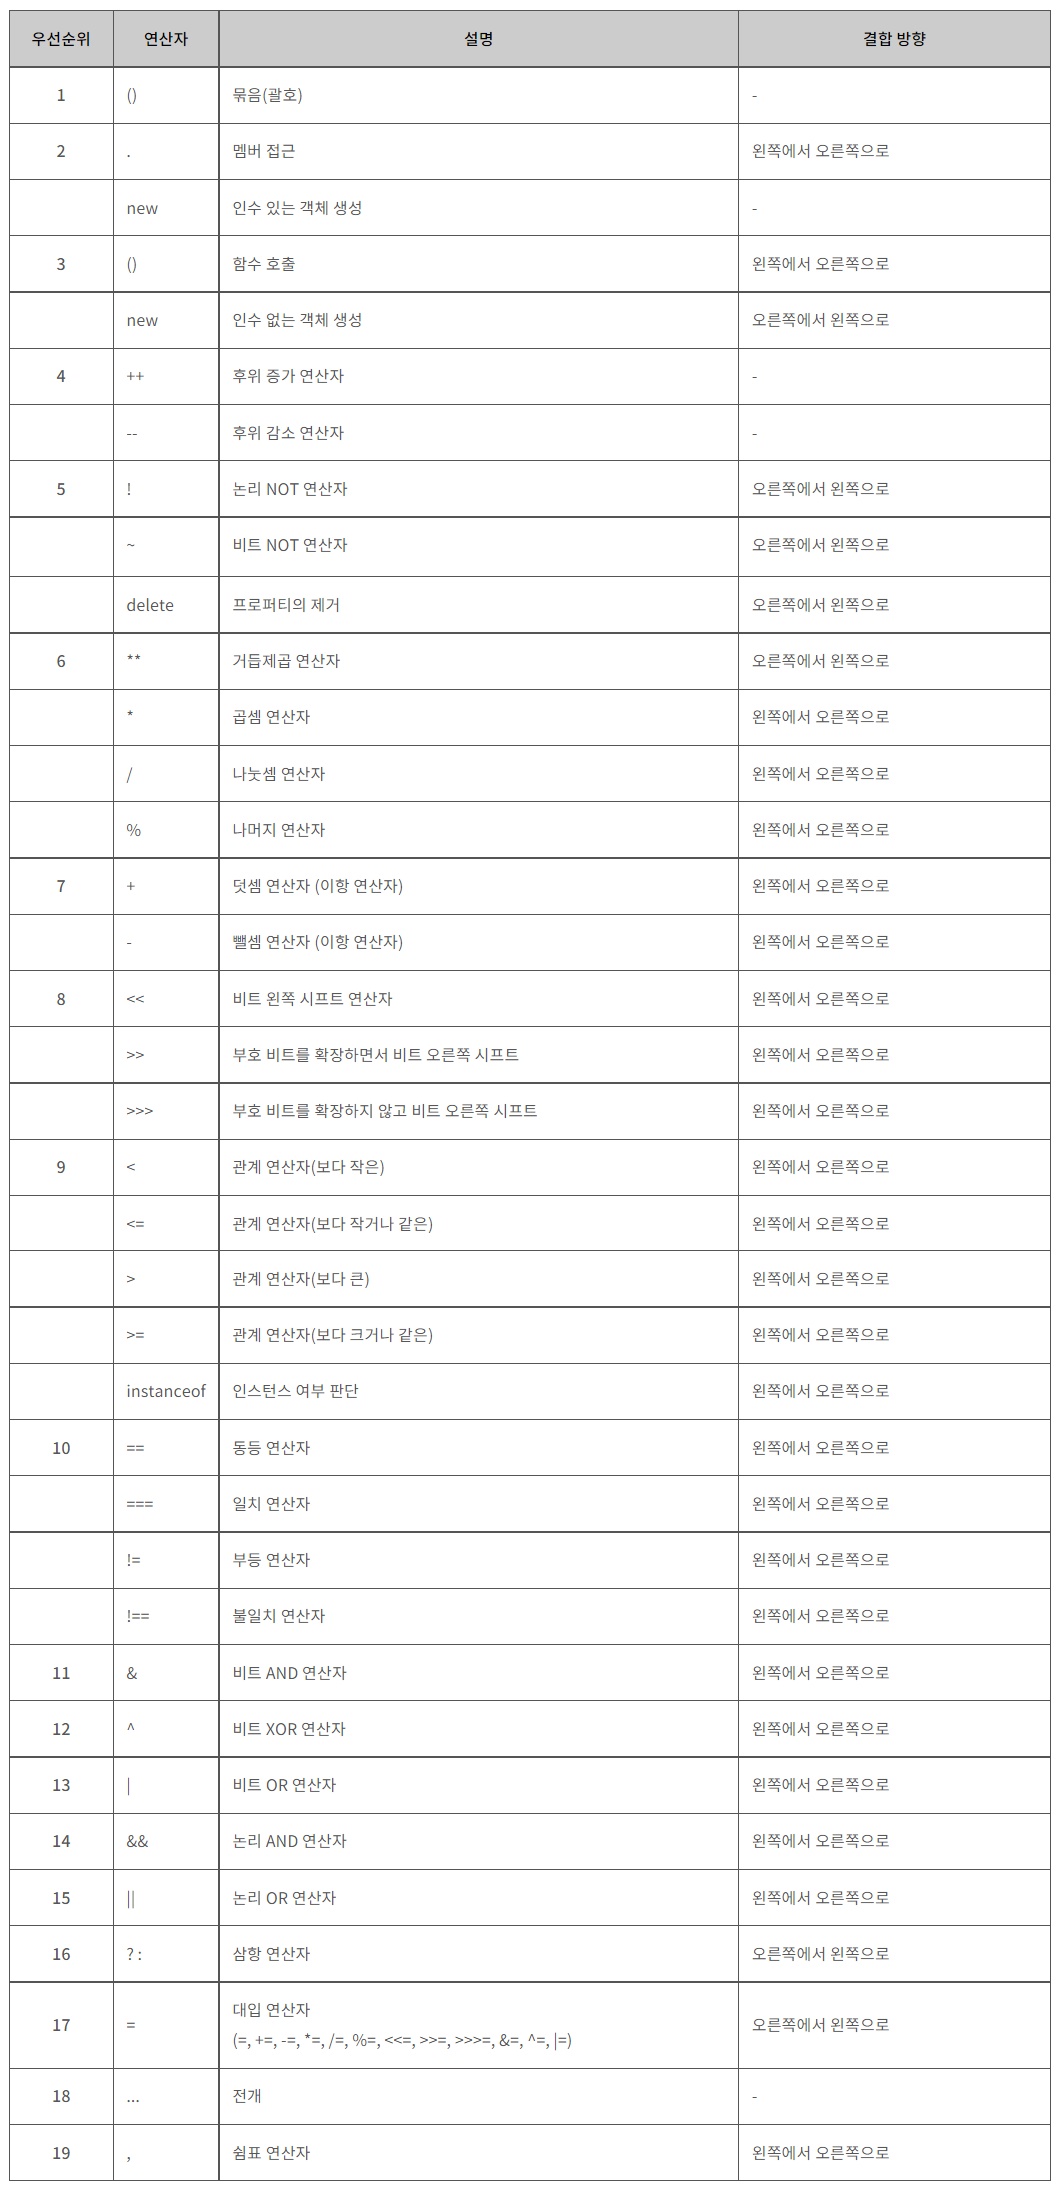 우선순위 연산자 설명 결합 방향
1 () 묶음(괄호) -
2 . 멤버 접근 왼쪽에서 오른쪽으로
new 인수 있는 객체 생성 -
3 () 함수 호출 왼쪽에서 오른쪽으로
new 인수 없는 객체 생성 오른쪽에서 왼쪽으로
4 ++ 후위 증가 연산자 -
-- 후위 감소 연산자 -
5 ! 논리 NOT 연산자 오른쪽에서 왼쪽으로
~ 비트 NOT 연산자 오른쪽에서 왼쪽으로
delete 프로퍼티의 제거 오른쪽에서 왼쪽으로
6 ** 거듭제곱 연산자 오른쪽에서 왼쪽으로
* 곱셈 연산자 왼쪽에서 오른쪽으로
/ 나눗셈 연산자 왼쪽에서 오른쪽으로
% 나머지 연산자 왼쪽에서 오른쪽으로
7 + 덧셈 연산자 (이항 연산자) 왼쪽에서 오른쪽으로
- 뺄셈 연산자 (이항 연산자) 왼쪽에서 오른쪽으로
8 << 비트 왼쪽 시프트 연산자 왼쪽에서 오른쪽으로
>> 부호 비트를 확장하면서 비트 오른쪽 시프트 왼쪽에서 오른쪽으로
>>> 부호 비트를 확장하지 않고 비트 오른쪽 시프트 왼쪽에서 오른쪽으로
9 < 관계 연산자(보다 작은) 왼쪽에서 오른쪽으로
<= 관계 연산자(보다 작거나 같은) 왼쪽에서 오른쪽으로
> 관계 연산자(보다 큰) 왼쪽에서 오른쪽으로
>= 관계 연산자(보다 크거나 같은) 왼쪽에서 오른쪽으로
instanceof 인스턴스 여부 판단 왼쪽에서 오른쪽으로
10 == 동등 연산자 왼쪽에서 오른쪽으로
=== 일치 연산자 왼쪽에서 오른쪽으로
!= 부등 연산자 왼쪽에서 오른쪽으로
!== 불일치 연산자 왼쪽에서 오른쪽으로
11 & 비트 AND 연산자 왼쪽에서 오른쪽으로
12 ^ 비트 XOR 연산자 왼쪽에서 오른쪽으로
13 | 비트 OR 연산자 왼쪽에서 오른쪽으로
14 && 논리 AND 연산자 왼쪽에서 오른쪽으로
15 || 논리 OR 연산자 왼쪽에서 오른쪽으로
16 ? : 삼항 연산자 오른쪽에서 왼쪽으로
17 = 대입 연산자 오른쪽에서 왼쪽으로
(=, +=, -=, *=, /=, %=, <<=, >>=, >>>=, &=, ^=, |=)
18 ... 전개 -
19 , 쉼표 연산자 왼쪽에서 오른쪽으로